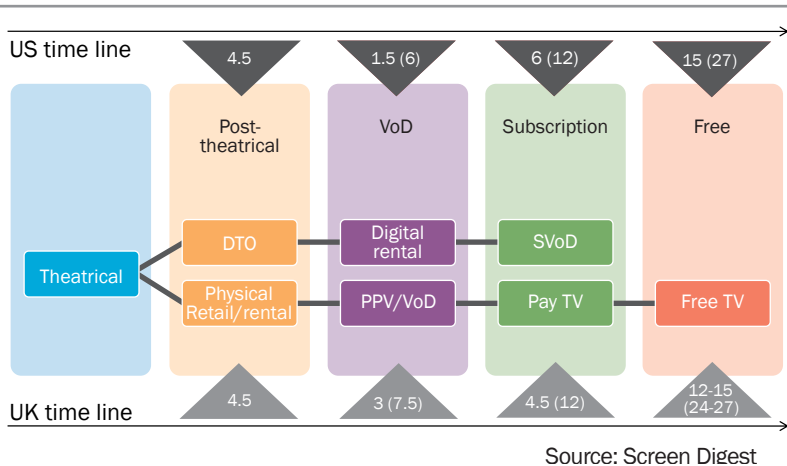 US time line
4.5
1.5 (6)
6 (12)
15 (27)
Post-
theatrical
VoD
Subscription
Free
Theatrical
DTO
Digital
rental
SVoD
Physical
Retail/rental
PPV/VoD
Pay TV
Free TV
UK time line
4.5
3 (7.5)
4.5 (12)
12-15
(24-27)
Source: Screen Digest